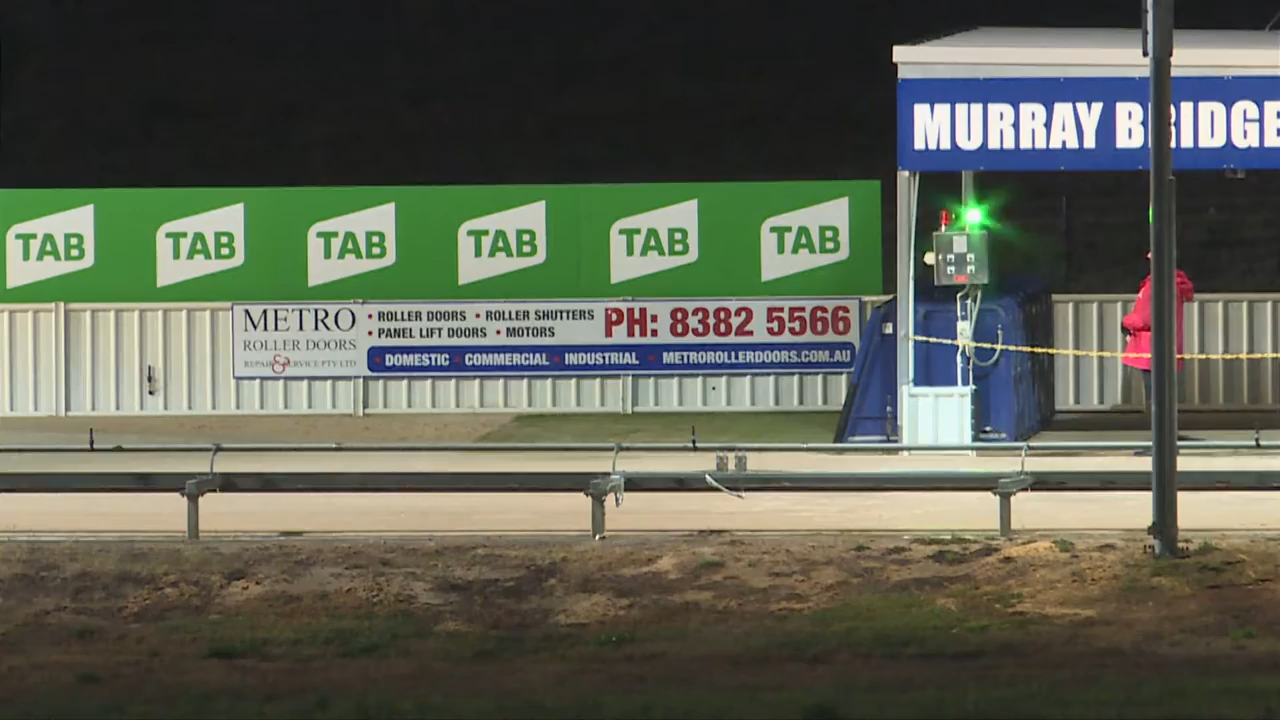 MURRAY BRIDGE
TAB TAB TAB TAB TAB TAB
METRO
ROLLER DOORS
REPAIR & SERVICE PTY LTD
• ROLLER DOORS • ROLLER SHUTTERS
• PANEL LIFT DOORS • MOTORS
PH: 8382 5566
• DOMESTIC • COMMERCIAL • INDUSTRIAL • METROROLLERDOORS.COM.AU